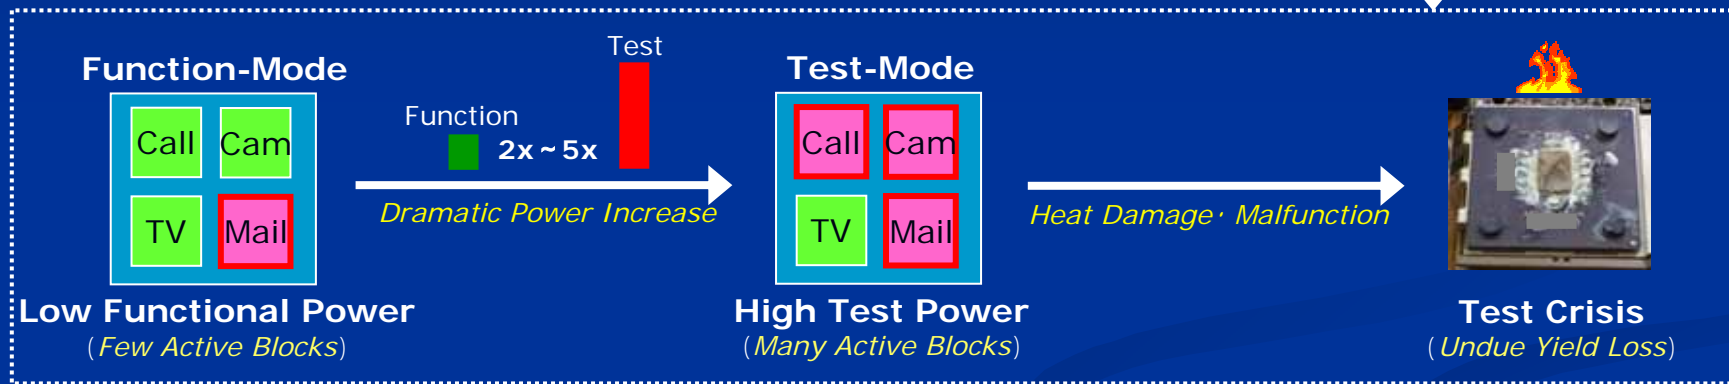 Function-Mode
Call Cam
TV Mail
Low Functional Power
(Few Active Blocks)
Test
Function
2x~5x
Dramatic Power Increase
Test-Mode
Call Cam
TV Mail
High Test Power
(Many Active Blocks)
Heat Damage· Malfunction
Test Crisis
(Undue Yield Loss)